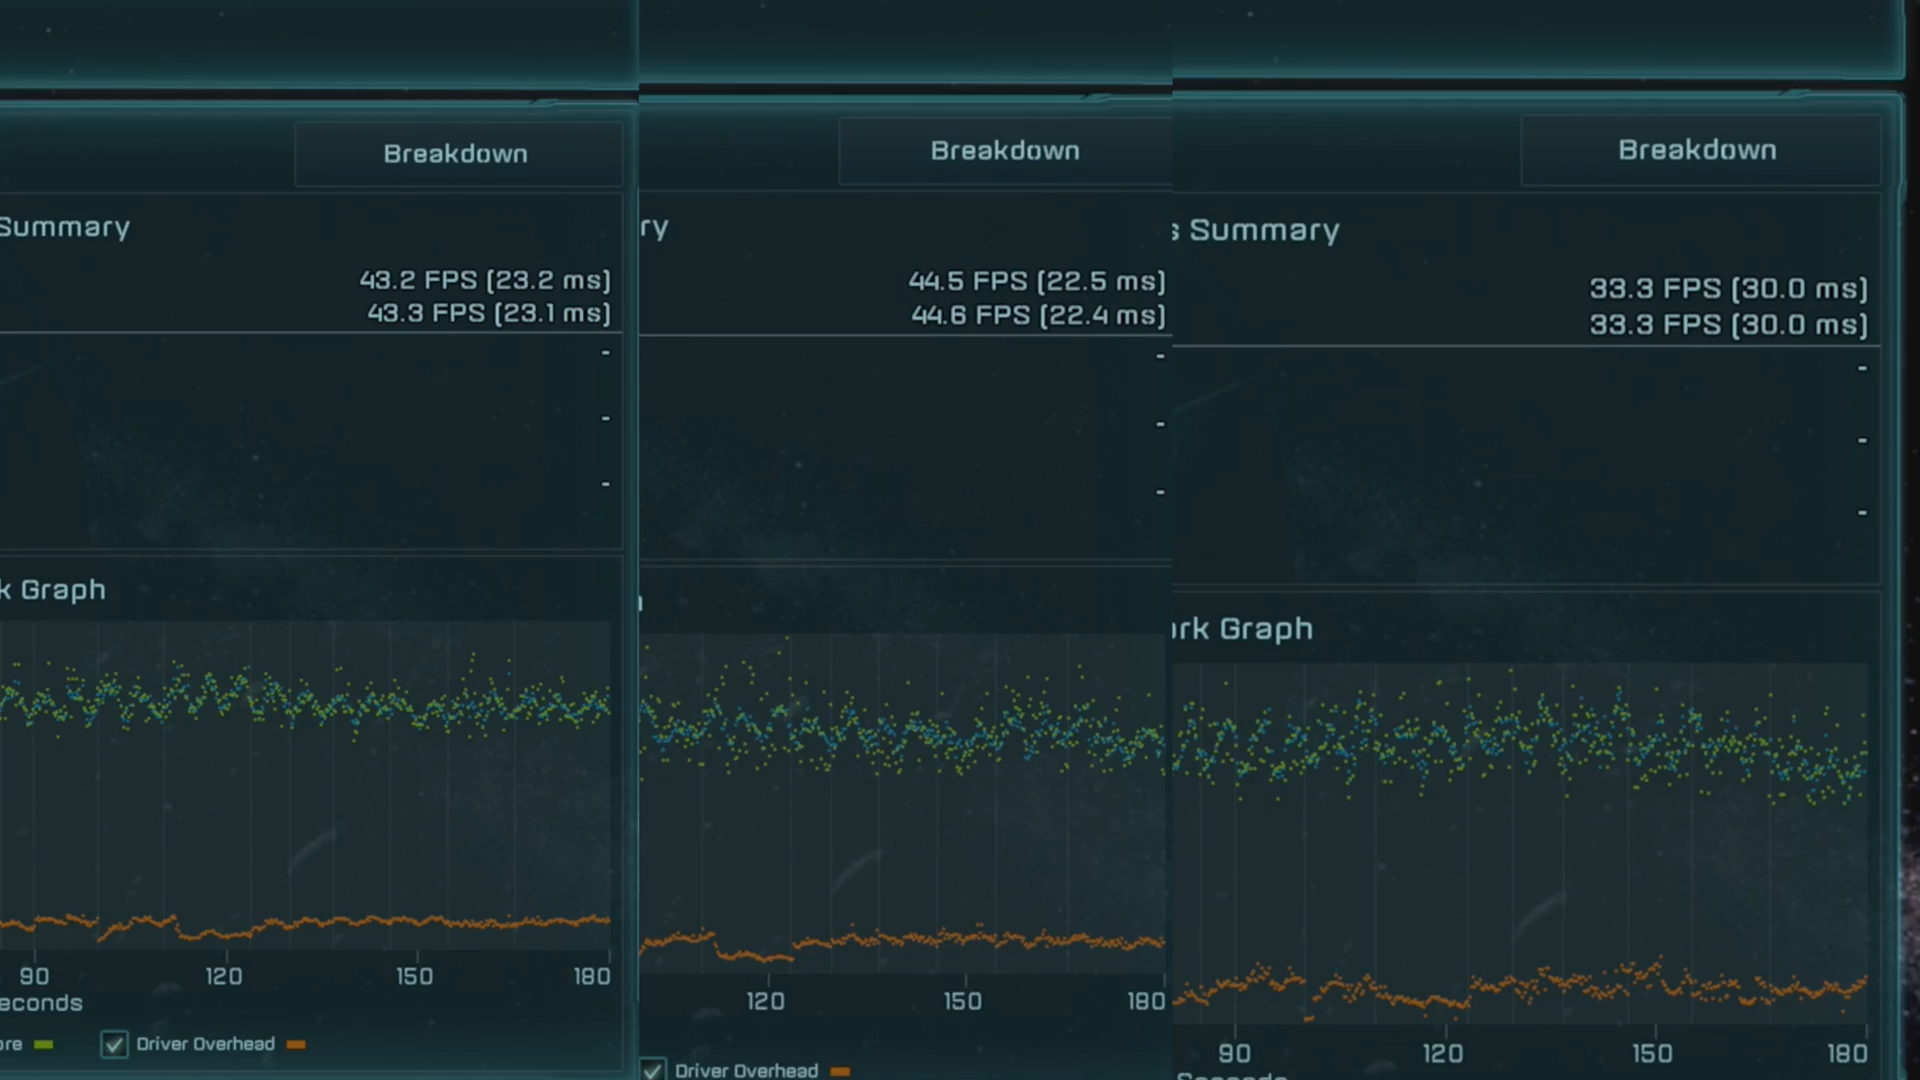 Breakdown
Summary
43.2 FPS [23.2 ms]
43.3 FPS [23.1 ms]
-
-
-
k Graph
90 120 150 180
econds
ore
Driver Overhead
Breakdown
ry
44.5 FPS [22.5 ms]
44.6 FPS [22.4 ms]
-
-
-
120 150 180
Driver Overhead
Breakdown
s Summary
33.3 FPS [30.0 ms]
33.3 FPS [30.0 ms]
-
-
-
ork Graph
90 120 150 180
Seconds